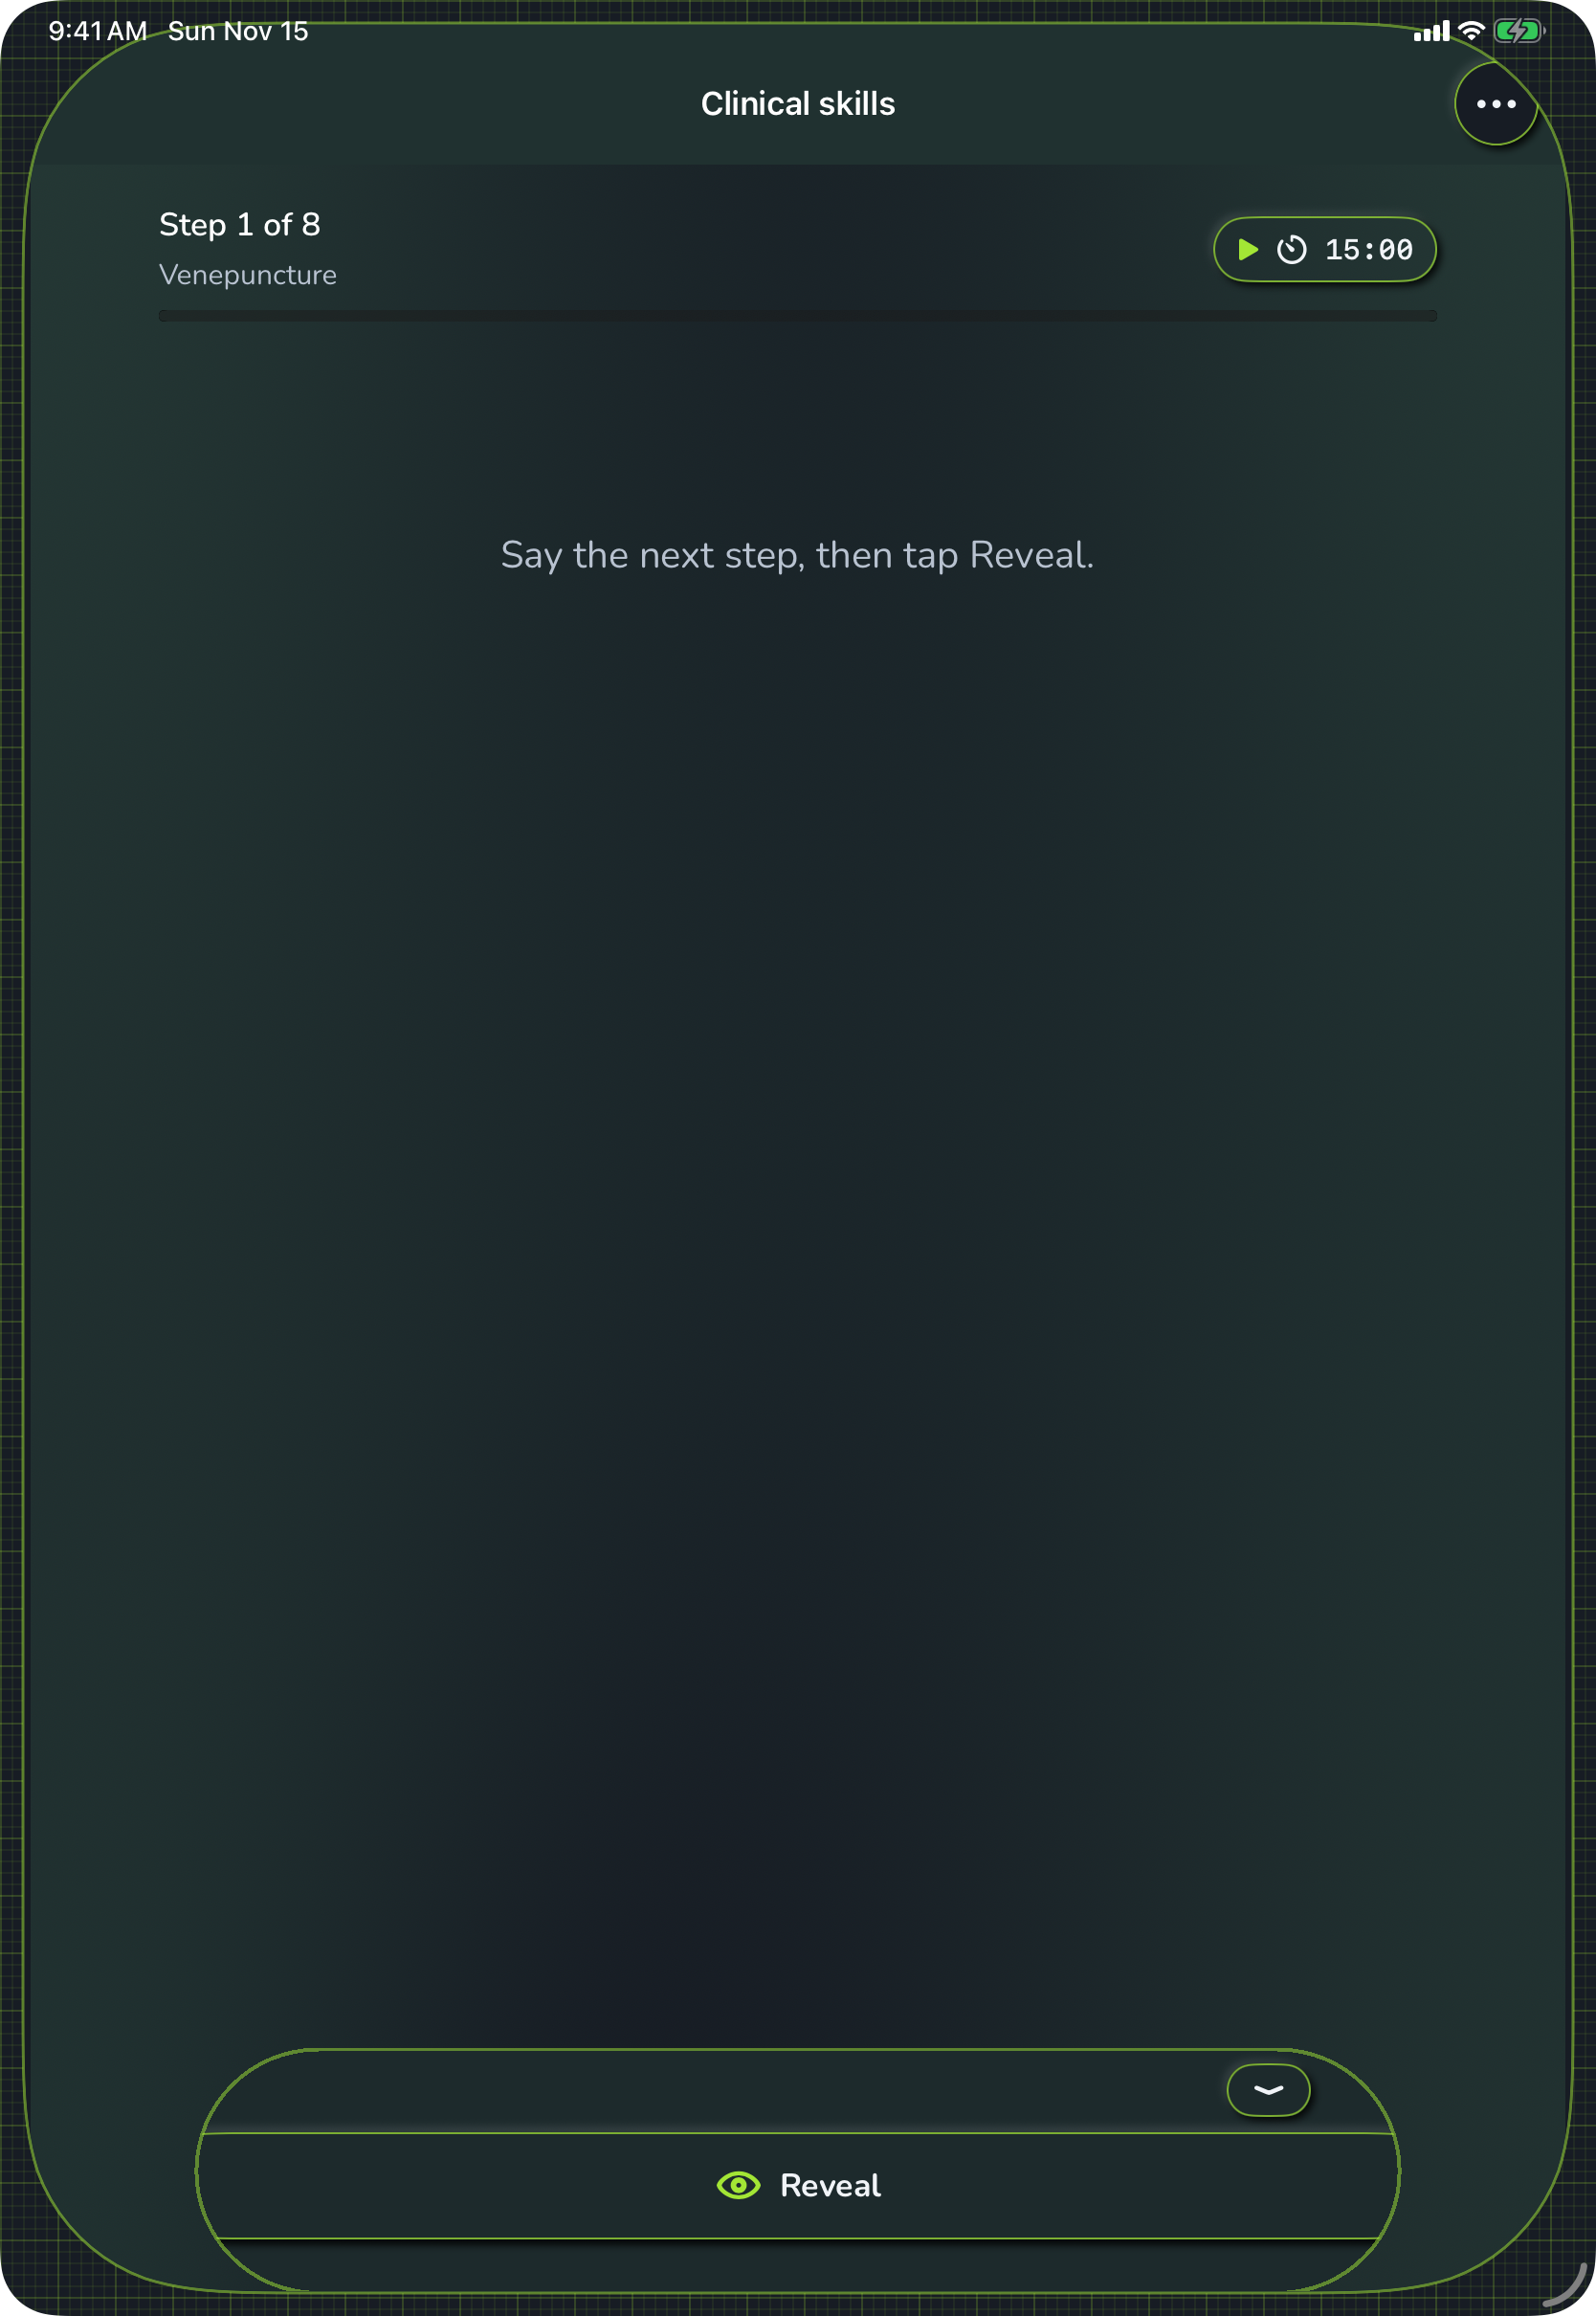 9:41 AM Sun Nov 15
Clinical skills
Step 1 of 8
Venepuncture
15:00
Say the next step, then tap Reveal.
Reveal